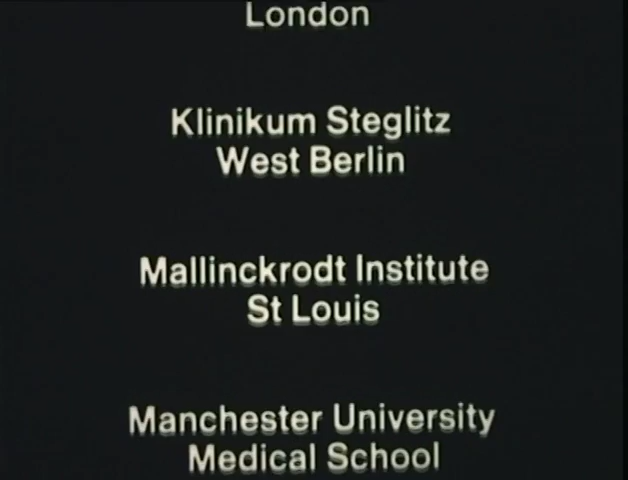 London
Klinikum Steglitz
West Berlin
Mallinckrodt Institute
St Louis
Manchester University
Medical School